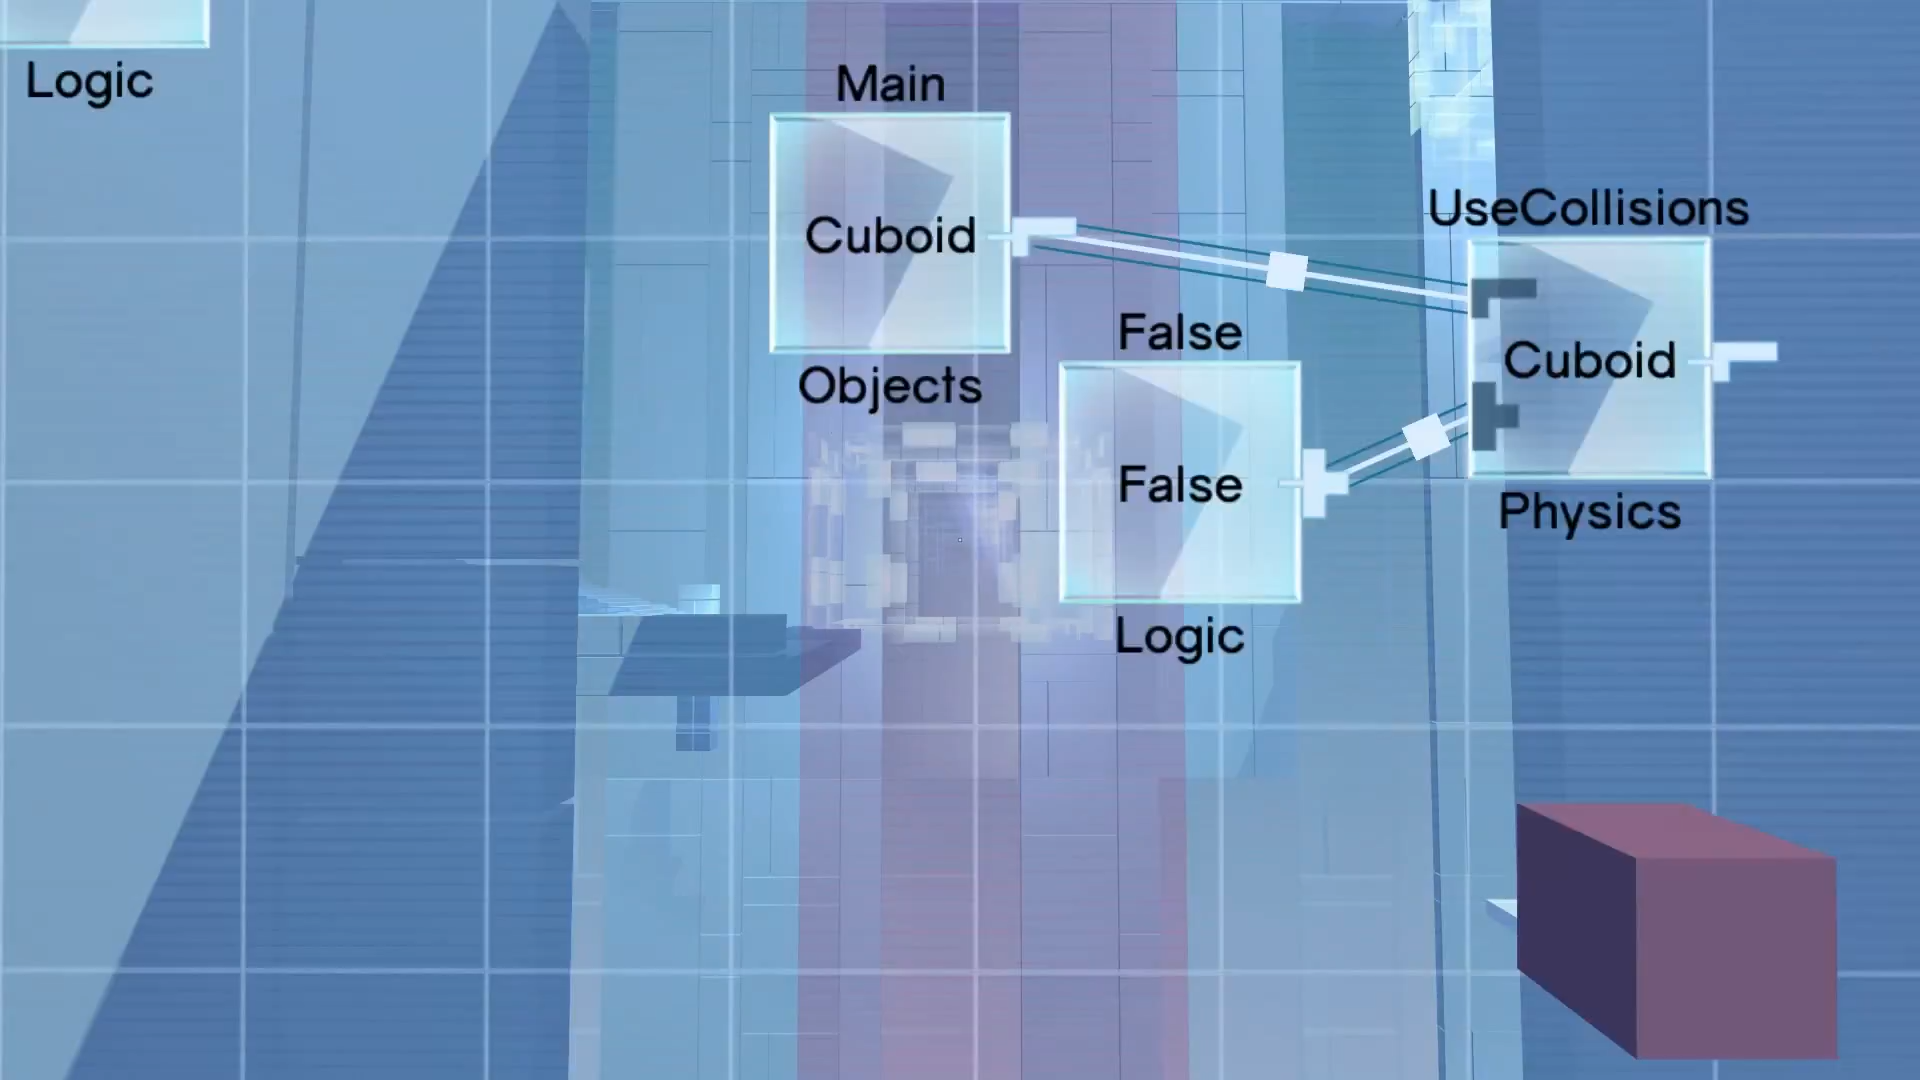 Logic
Main
Cuboid
Objects
False
False
Logic
UseCollisions
Cuboid
Physics